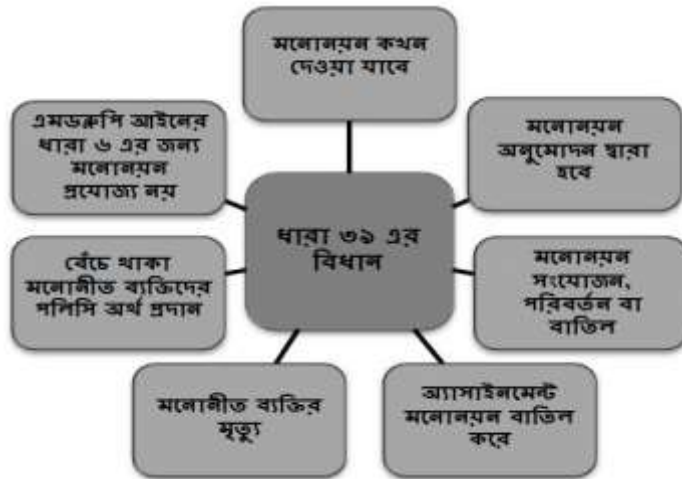 মনোনয়ন কখন
দেওয়া যাবে
এমডব্লুপি আইনের
ধারা ৬ এর জন্য
মনোনয়ন
প্রযোজ্য নয়
মনোনয়ন
অনুমোদন দ্বারা
হবে
ধারা ৩৯ এর
বিধান
বেঁচে থাকা
মনোনীত ব্যক্তিদের
পলিসি অর্থ প্রদান
মনোনয়ন
সংযোজন,
পরিবর্তন বা
বাতিল
মনোনীত ব্যক্তির
মৃত্যু
অ্যাসাইনমেন্ট
মনোনয়ন বাতিল
করে